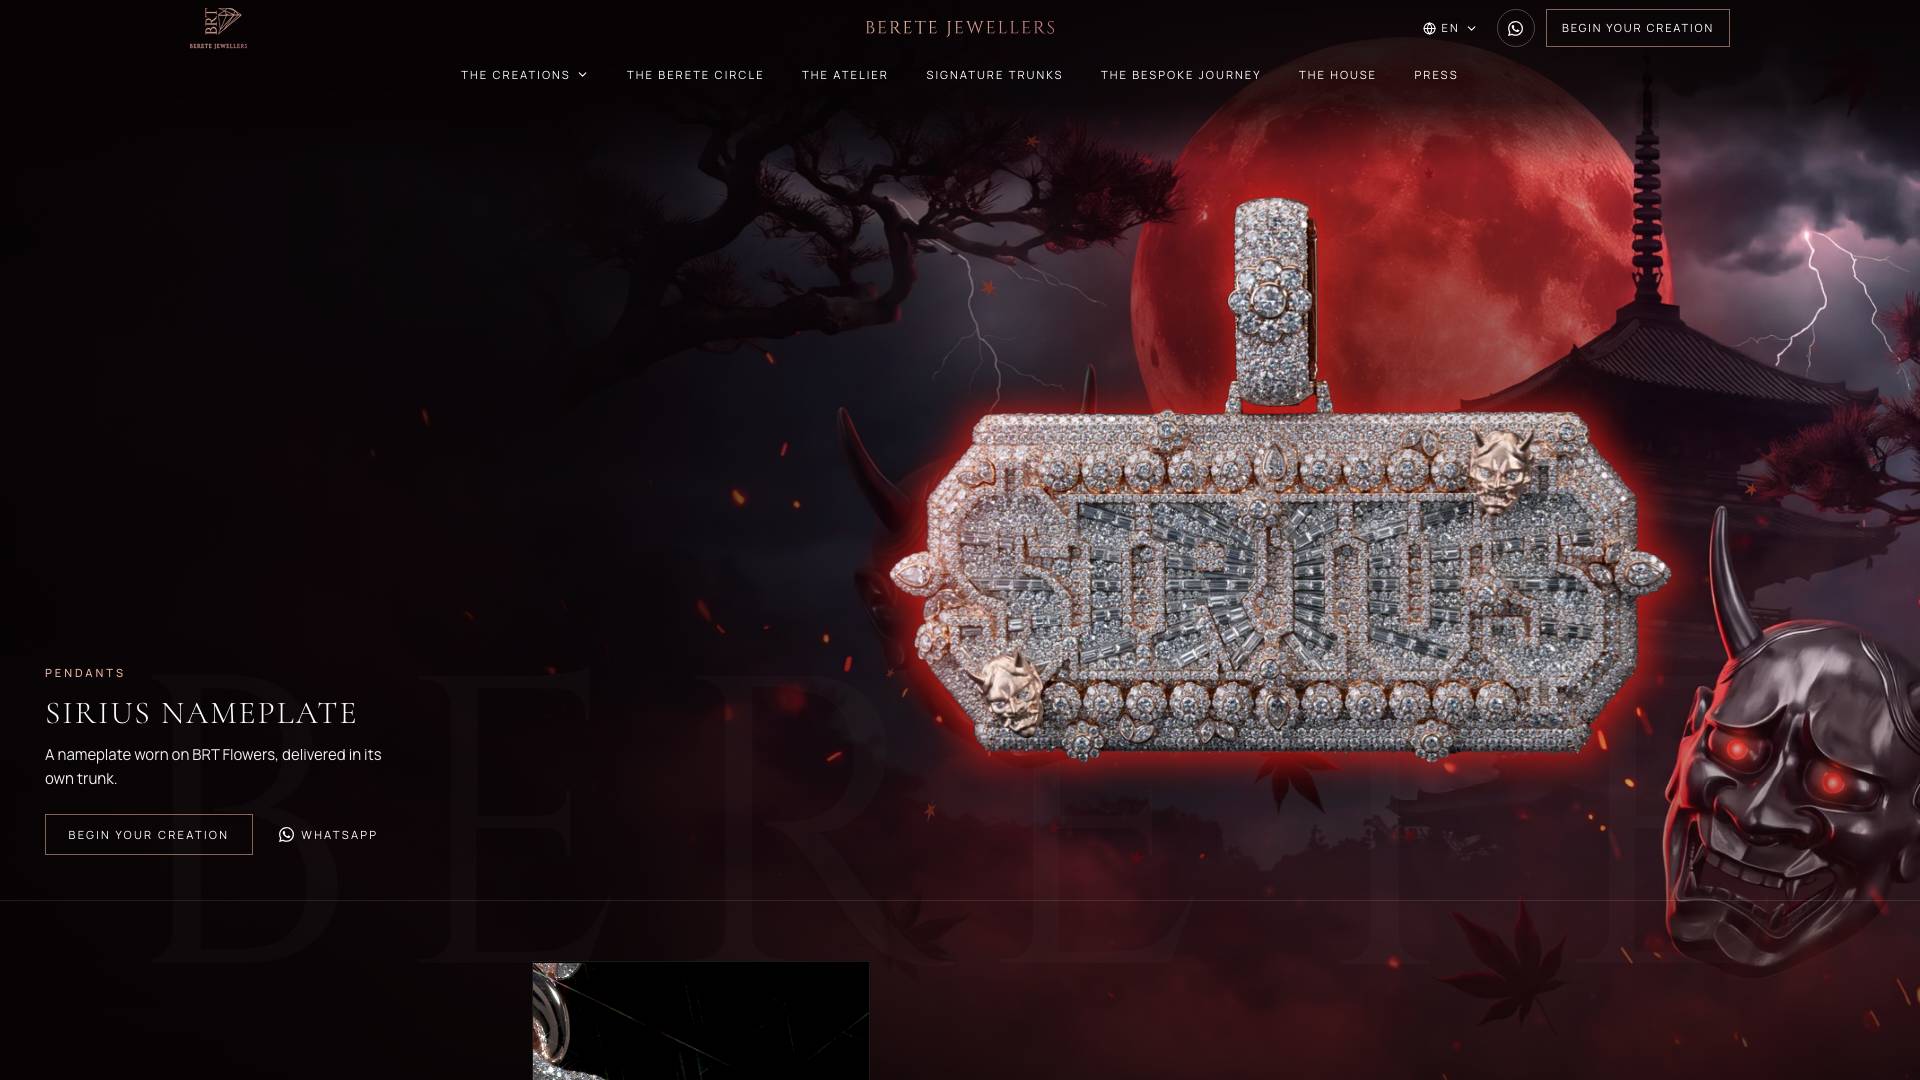 BRT
BERETE JEWELLERS
BERETE JEWELLERS
EN
BEGIN YOUR CREATION
THE CREATIONS
THE BERETE CIRCLE
THE ATELIER
SIGNATURE TRUNKS
THE BESPOKE JOURNEY
THE HOUSE
PRESS
SIRIUS
PENDANTS
SIRIUS NAMEPLATE
A nameplate worn on BRT Flowers, delivered in its
own trunk.
BEGIN YOUR CREATION
WHATSAPP
BERETE